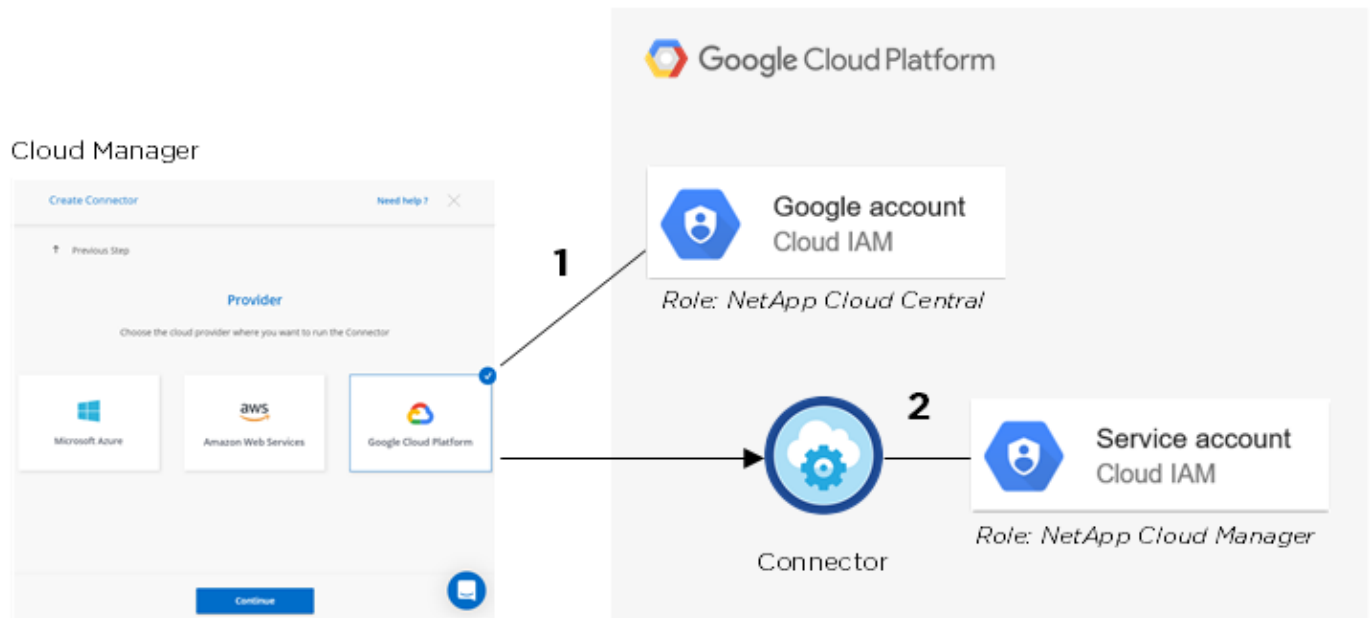 Google Cloud Platform
Cloud Manager
Create Connector
Need help ?
Previous Step
Provider
Choose the cloud provider where you want to run the Connector
Microsoft Azure
aws
Amazon Web Services
Google Cloud Platform
Continue
1
Google account
Cloud IAM
Role: NetApp Cloud Central
Connector
2
Service account
Cloud IAM
Role: NetApp Cloud Manager